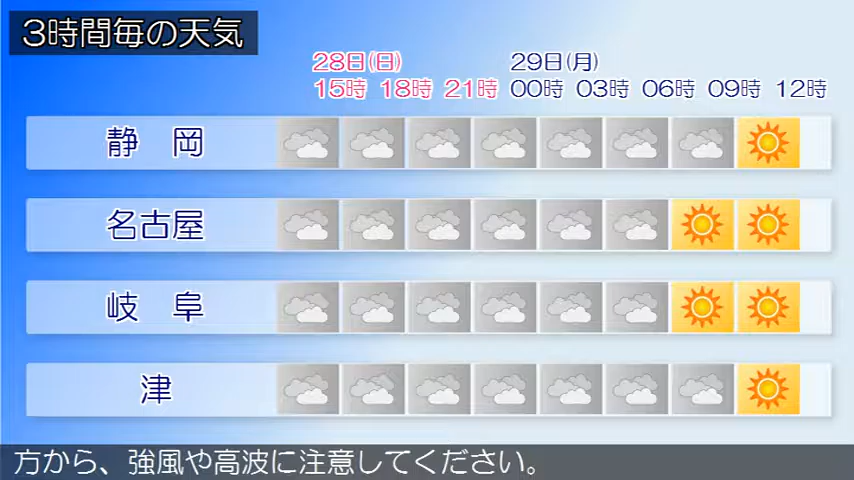 3時間毎の天気
28日(日) 29日(月)
15時 18時 21時 00時 03時 06時 09時 12時
静 岡
名古屋
岐 阜
津
方から、強風や高波に注意してください。